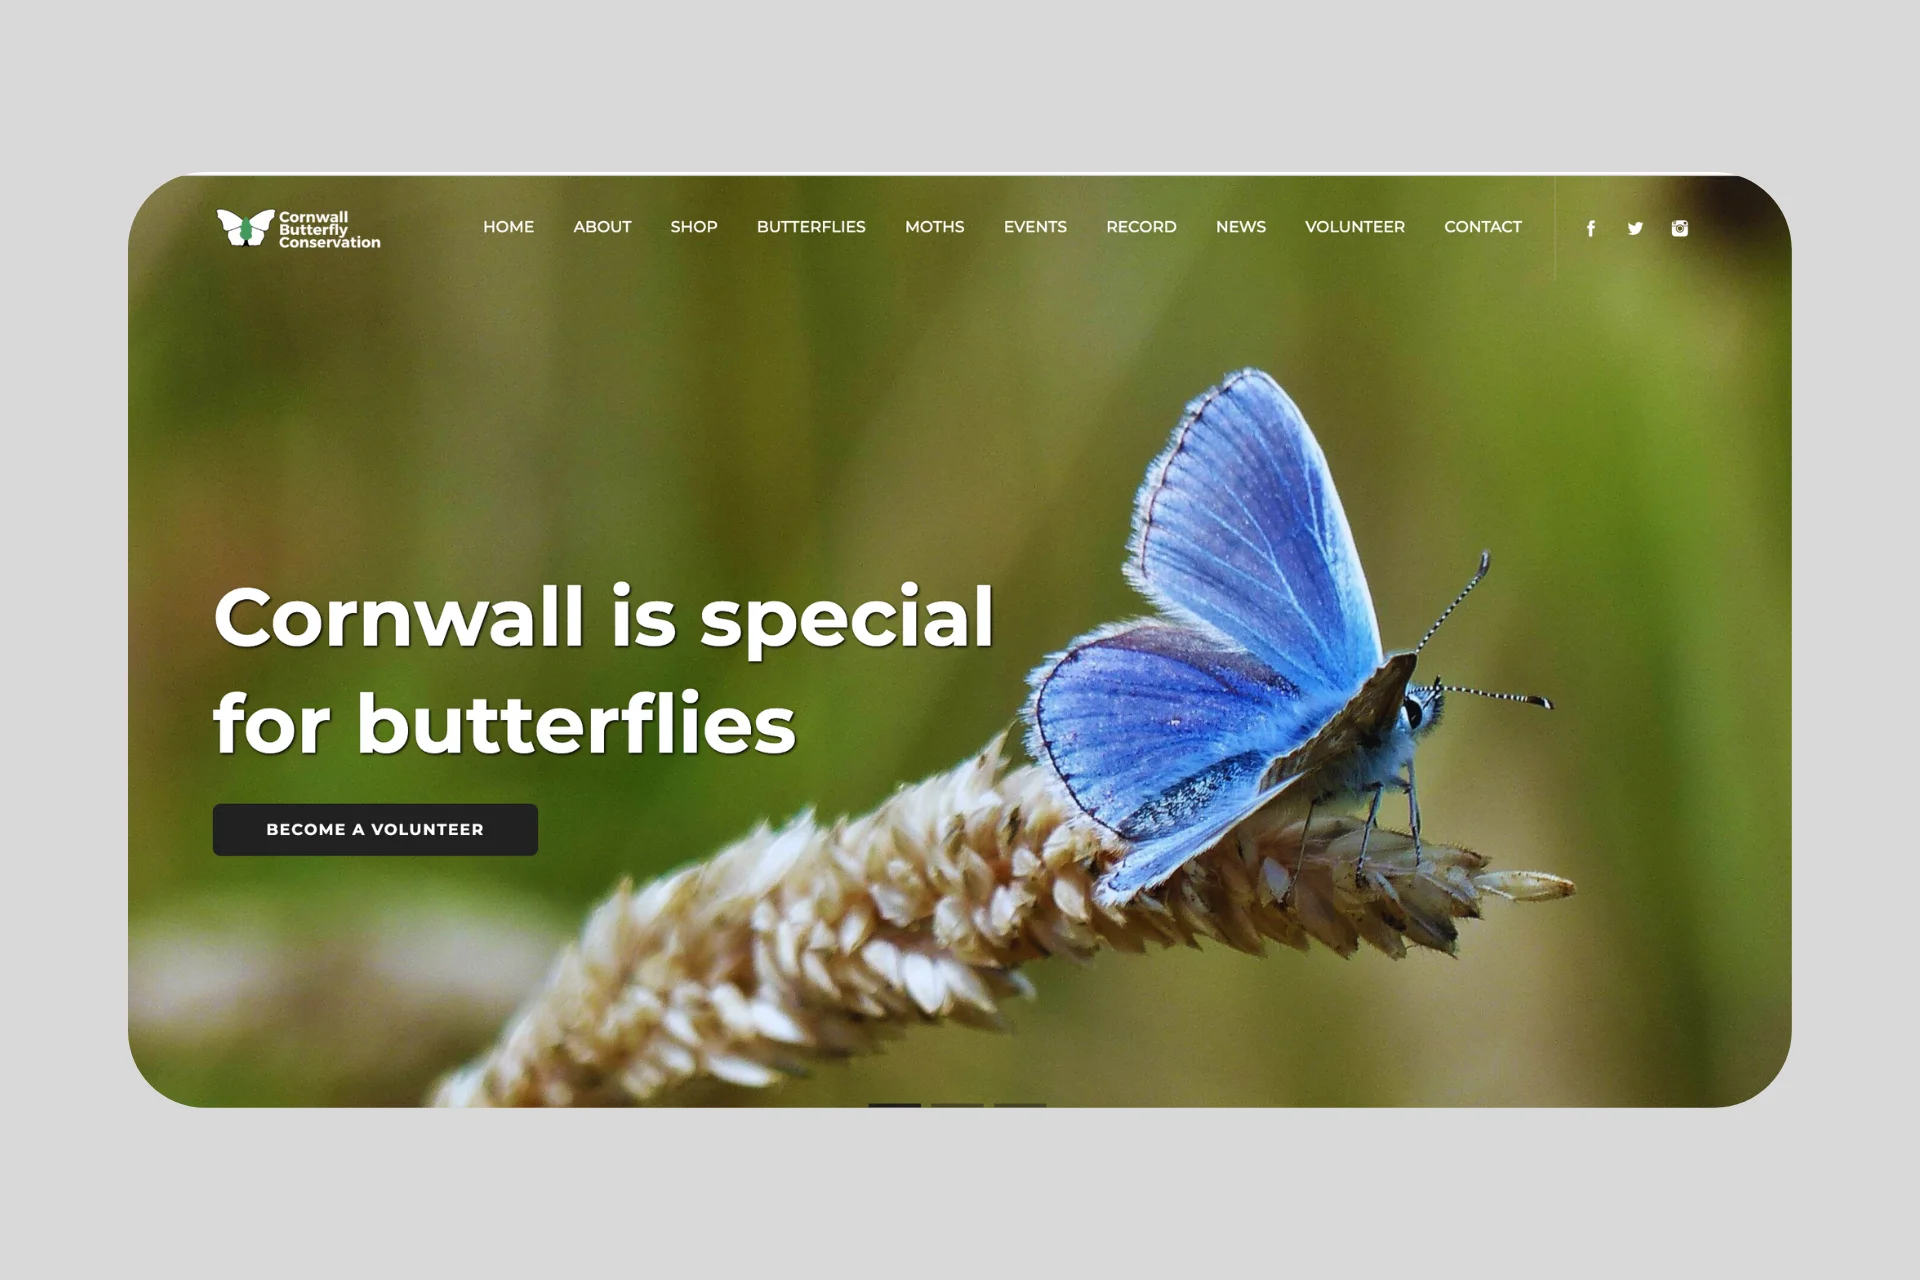 Cornwall
Butterfly
Conservation
HOME ABOUT SHOP BUTTERFLIES MOTHS EVENTS RECORD NEWS VOLUNTEER CONTACT
Cornwall is special
for butterflies
BECOME A VOLUNTEER